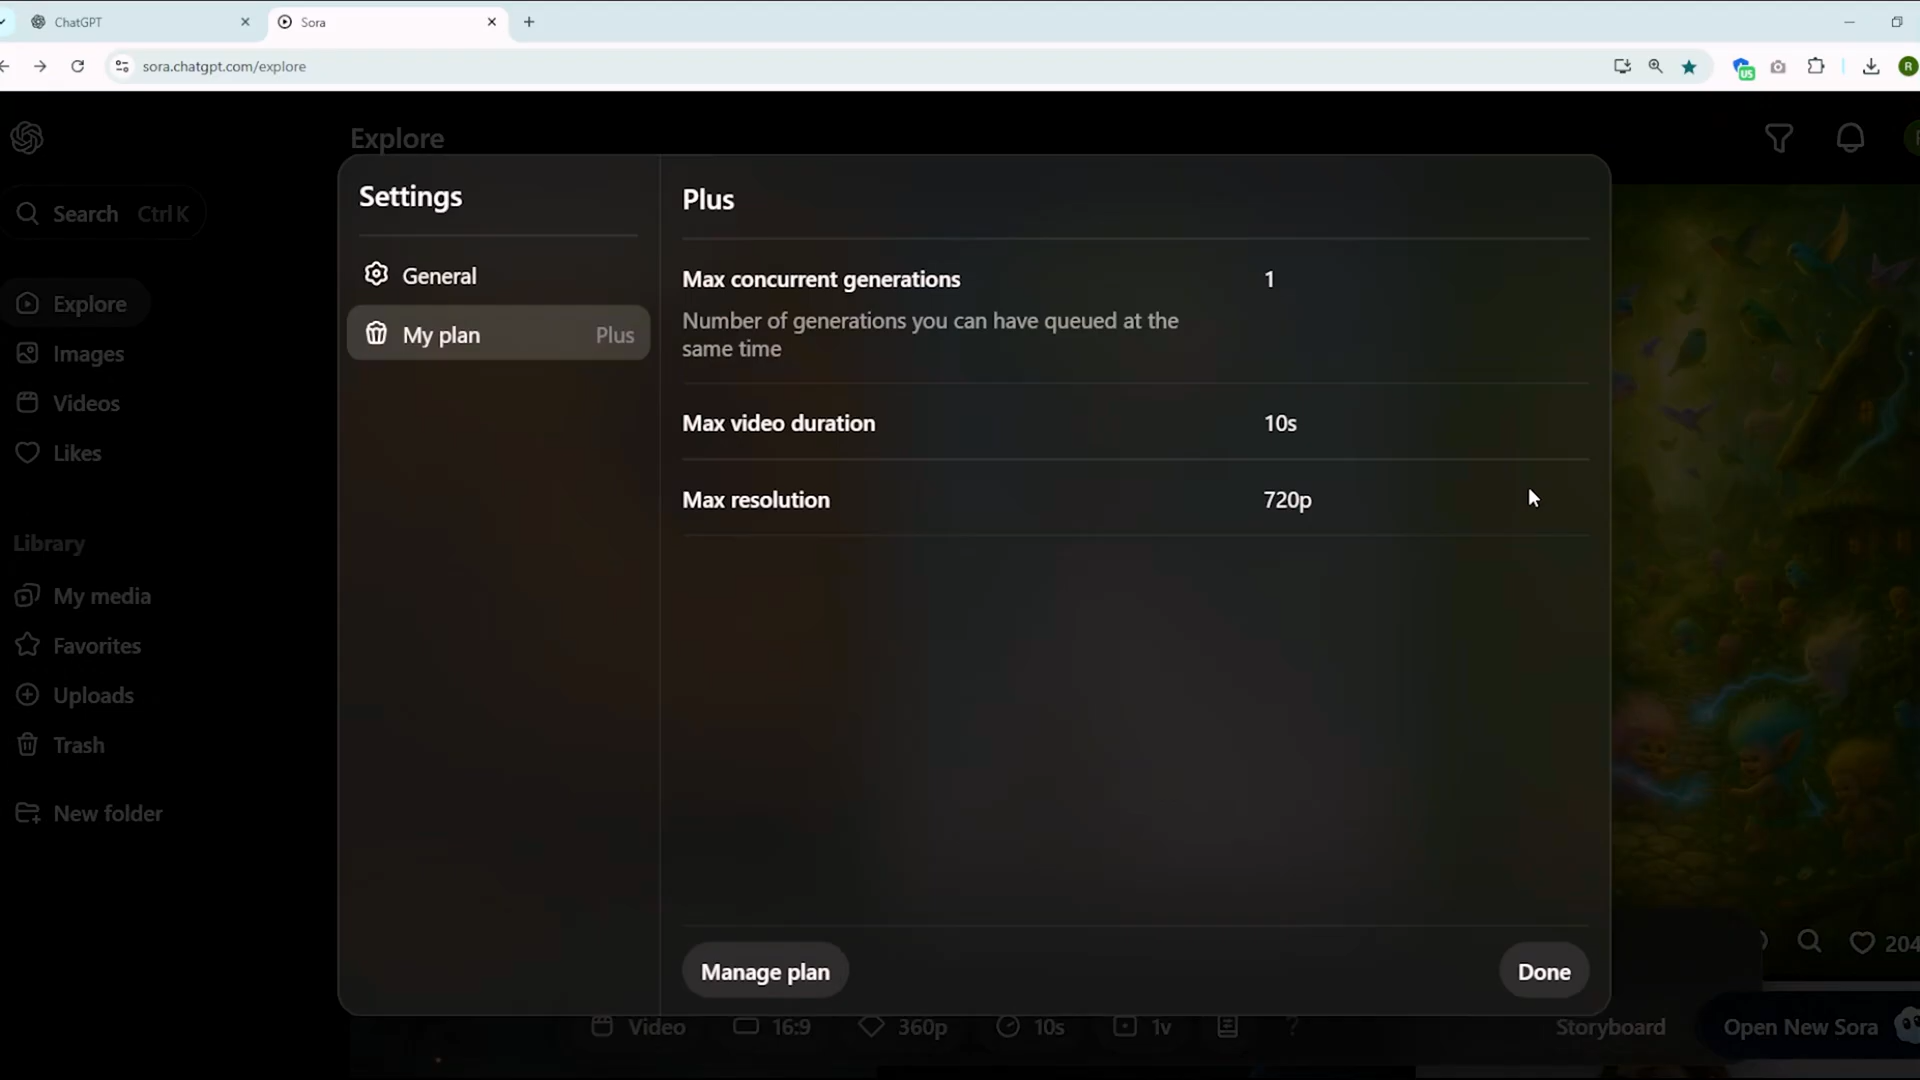 ChatGPT
Sora
sora.chatgpt.com/explore
US
R
Explore
Search Ctrl K
Explore
Images
Videos
Likes
Library
My media
Favorites
Uploads
Trash
New folder
Settings
General
My plan Plus
Plus
Max concurrent generations 1
Number of generations you can have queued at the
same time
Max video duration 10s
Max resolution 720p
Manage plan
Done
204
Video 16:9 360p 10s 1v ?
Storyboard
Open New Sora